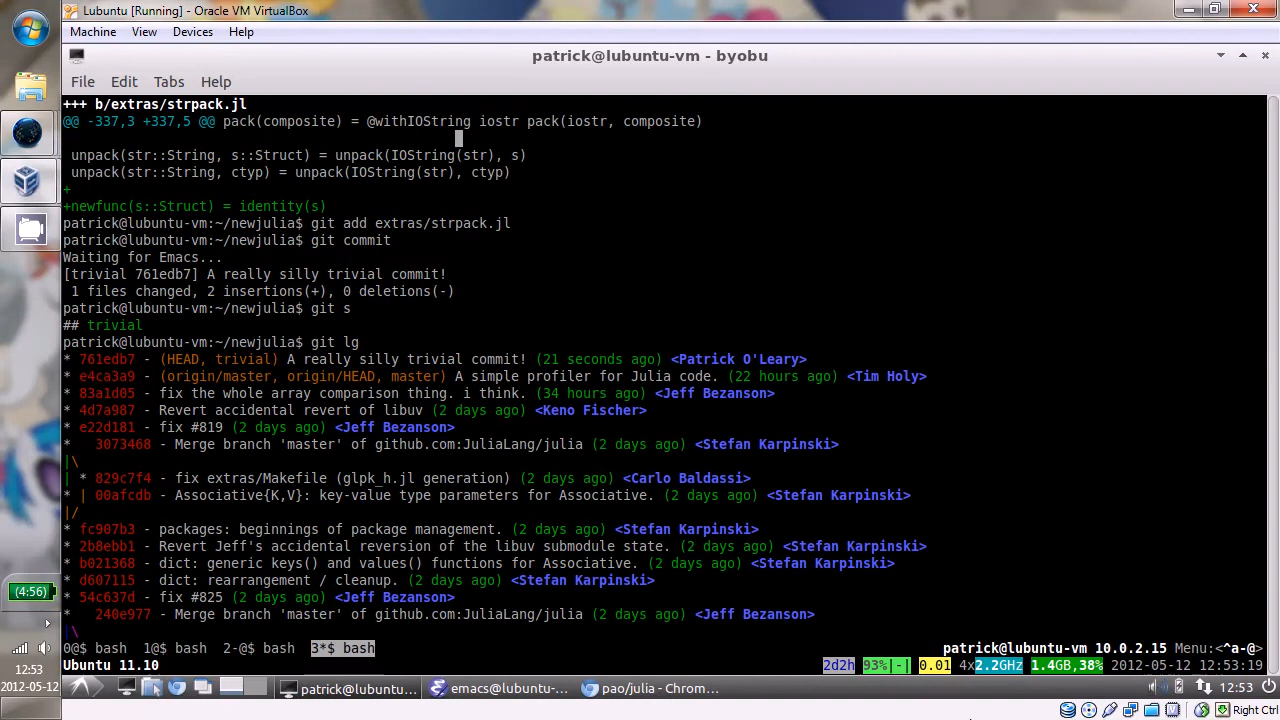 Lubuntu [Running] - Oracle VM VirtualBox
Machine View Devices Help
patrick@lubuntu-vm - byobu
File Edit Tabs Help
+++ b/extras/strpack.jl
@@ -337,3 +337,5 @@ pack(composite) = @withIOString iostr pack(iostr, composite)
unpack(str::String, s::Struct) = unpack(IOString(str), s)
unpack(str::String, ctyp) = unpack(IOString(str), ctyp)
+
+newfunc(s::Struct) = identity(s)
patrick@lubuntu-vm:~/newjulia$ git add extras/strpack.jl
patrick@lubuntu-vm:~/newjulia$ git commit
Waiting for Emacs...
[trivial 761edb7] A really silly trivial commit!
1 files changed, 2 insertions(+), 0 deletions(-)
patrick@lubuntu-vm:~/newjulia$ git s
## trivial
patrick@lubuntu-vm:~/newjulia$ git lg
* 761edb7 - (HEAD, trivial) A really silly trivial commit! (21 seconds ago) <Patrick O'Leary>
* e4ca3a9 - (origin/master, origin/HEAD, master) A simple profiler for Julia code. (22 hours ago) <Tim Holy>
* 83a1d05 - fix the whole array comparison thing. i think. (34 hours ago) <Jeff Bezanson>
* 4d7a987 - Revert accidental revert of libuv (2 days ago) <Keno Fischer>
* e22d181 - fix #819 (2 days ago) <Jeff Bezanson>
* 3073468 - Merge branch 'master' of github.com:JuliaLang/julia (2 days ago) <Stefan Karpinski>
|\
| * 829c7f4 - fix extras/Makefile (glpk_h.jl generation) (2 days ago) <Carlo Baldassi>
* | 00afcdb - Associative{K,V}: key-value type parameters for Associative. (2 days ago) <Stefan Karpinski>
|/
* fc907b3 - packages: beginnings of package management. (2 days ago) <Stefan Karpinski>
* 2b8ebb1 - Revert Jeff's accidental reversion of the libuv submodule state. (2 days ago) <Stefan Karpinski>
* b021368 - dict: generic keys() and values() functions for Associative. (2 days ago) <Stefan Karpinski>
* d607115 - dict: rearrangement / cleanup. (2 days ago) <Stefan Karpinski>
* 54c637d - fix #825 (2 days ago) <Jeff Bezanson>
* 240e977 - Merge branch 'master' of github.com:JuliaLang/julia (2 days ago) <Jeff Bezanson>
|\
0@$ bash 1@$ bash 2-@$ bash 3*$ bash patrick@lubuntu-vm 10.0.2.15 Menu:<^a-@>
Ubuntu 11.10 2d2h 93%|-| 0.01 4x2.2GHz 1.4GB,38% 2012-05-12 12:53:19
patrick@lubuntu... emacs@lubuntu-... pao/julia - Chrom... 12:53
Right Ctrl
(4:56)
12:53
2012-05-12